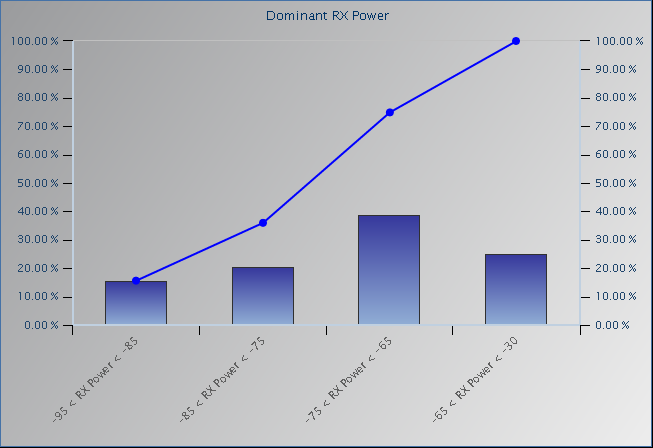 Dominant RX Power
100.00 % 100.00 %
90.00 % 90.00 %
80.00 % 80.00 %
70.00 % 70.00 %
60.00 % 60.00 %
50.00 % 50.00 %
40.00 % 40.00 %
30.00 % 30.00 %
20.00 % 20.00 %
10.00 % 10.00 %
0.00 % 0.00 %
-95 < RX Power < -85
-85 < RX Power < -75
-75 < RX Power < -65
-65 < RX Power < -30